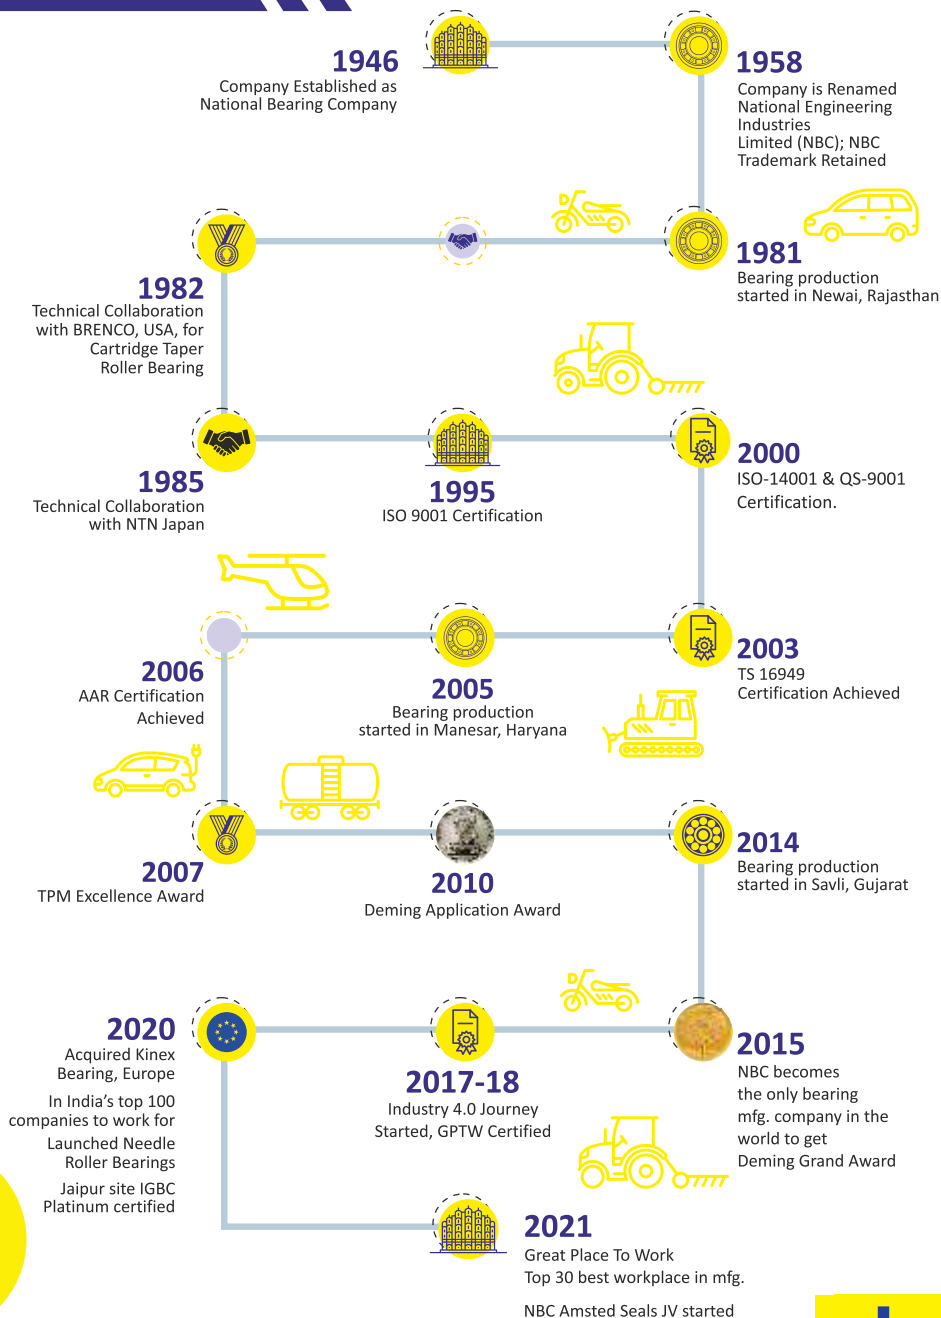 1946
Company Established as
National Bearing Company
1958
Company is Renamed
National Engineering
Industries
Limited (NBC); NBC
Trademark Retained
1981
Bearing production
started in Newai, Rajasthan
1982
Technical Collaboration
with BRENCO, USA, for
Cartridge Taper
Roller Bearing
1985
Technical Collaboration
with NTN Japan
1995
ISO 9001 Certification
2000
ISO-14001 & QS-9001
Certification.
2003
TS 16949
Certification Achieved
2005
Bearing production
started in Manesar, Haryana
2006
AAR Certification
Achieved
2007
TPM Excellence Award
2010
Deming Application Award
2014
Bearing production
started in Savli, Gujarat
2015
NBC becomes
the only bearing
mfg. company in the
world to get
Deming Grand Award
2017-18
Industry 4.0 Journey
Started, GPTW Certified
2020
Acquired Kinex
Bearing, Europe
In India's top 100
companies to work for
Launched Needle
Roller Bearings
Jaipur site IGBC
Platinum certified
2021
Great Place To Work
Top 30 best workplace in mfg.
NBC Amsted Seals JV started